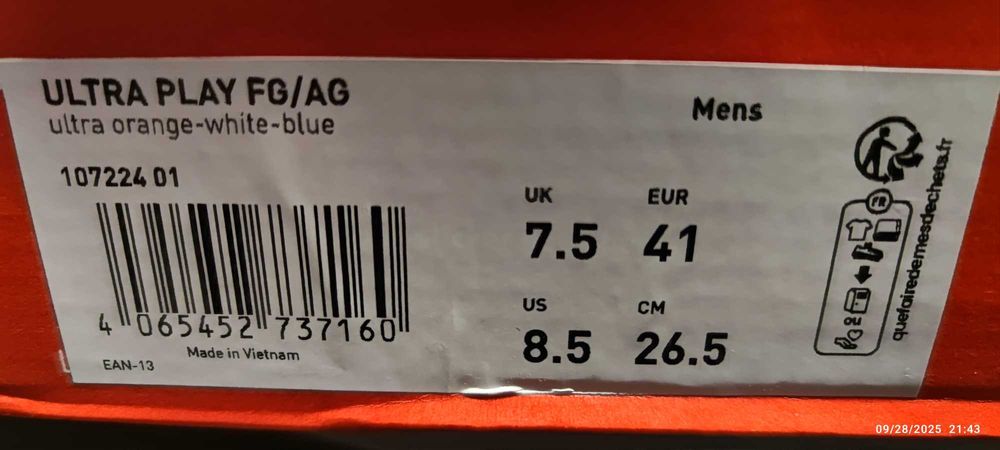 ULTRA PLAY FG/AG
ultra orange-white-blue
Mens
107224 01
UK EUR
7.5 41
US CM
8.5 26.5
4 065452 737160
Made in Vietnam
EAN-13
FR
quefairedemesdechets.fr
09/28/2025 21:43